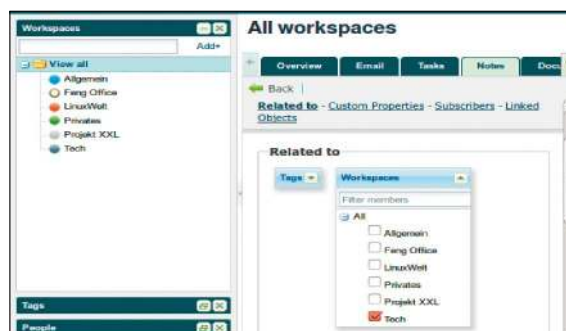 Workspaces
Add+
View all
Allgemein
Feng Office
LinuxWelt
Privates
Projekt XXL
Tech
Tags
People
All workspaces
Overview Email Tasks Notes Docu
Back
Related to - Custom Properties - Subscribers - Linked
Objects
Related to
Tags Workspaces
Filter members
All
Allgemein
Feng Office
LinuxWelt
Privates
Projekt XXL
Tech